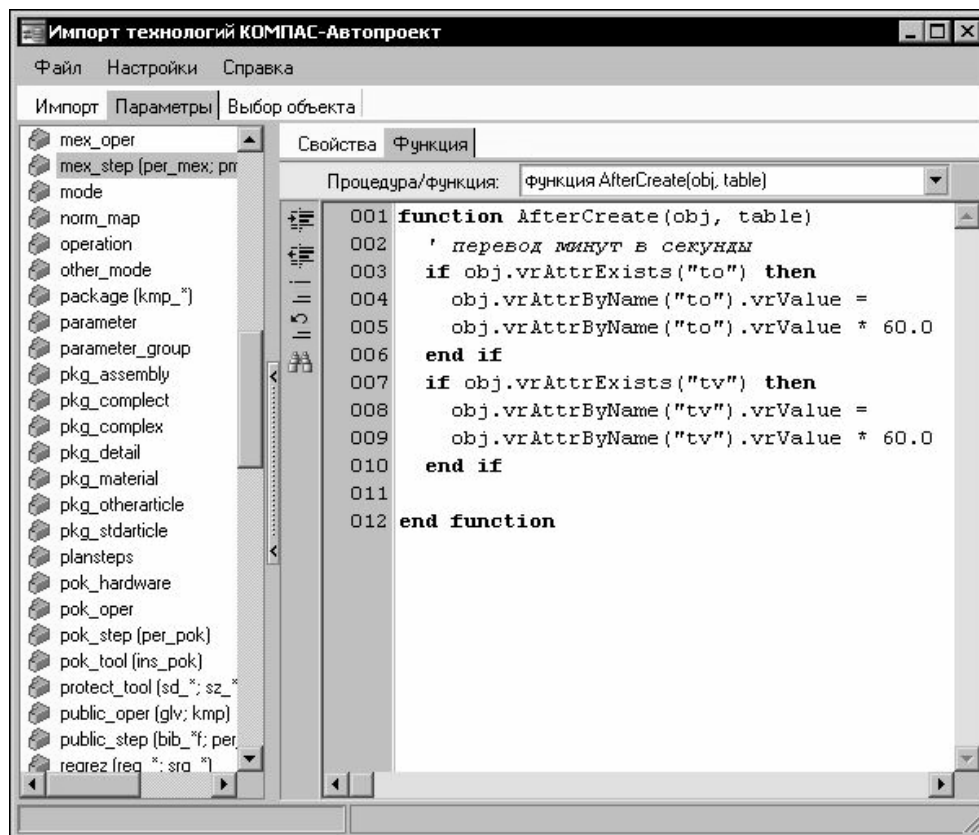 Импорт технологий КОМПАС-Автопроект
Файл Настройки Справка
Импорт Параметры Выбор объекта
mex_oper
mex_step (per_mex; pm
mode
norm_map
operation
other_mode
package (kmp_*)
parameter
parameter_group
pkg_assembly
pkg_complect
pkg_complex
pkg_detail
pkg_material
pkg_otherarticle
pkg_stdarticle
plansteps
pok_hardware
pok_oper
pok_step (per_pok)
pok_tool (ins_pok)
protect_tool (sd_*; sz_*
public_oper (glv; kmp)
public_step (bib_*f; per_
regrez (reg_*; srg_*)
Свойства Функция
Процедура/функция: функция AfterCreate(obj, table)
001 function AfterCreate(obj, table)
002 ' перевод минут в секунды
003 if obj.vrAttrExists("to") then
004 obj.vrAttrByName("to").vrValue =
005 obj.vrAttrByName("to").vrValue * 60.0
006 end if
007 if obj.vrAttrExists("tv") then
008 obj.vrAttrByName("tv").vrValue =
009 obj.vrAttrByName("tv").vrValue * 60.0
010 end if
011
012 end function